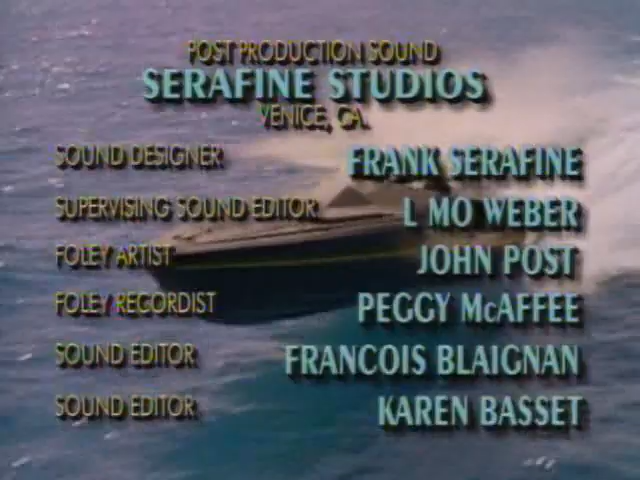 POST PRODUCTION SOUND
SERAFINE STUDIOS
VENICE, CA.
SOUND DESIGNER FRANK SERAFINE
SUPERVISING SOUND EDITOR L MO WEBER
FOLEY ARTIST JOHN POST
FOLEY RECORDIST PEGGY McAFFEE
SOUND EDITOR FRANCOIS BLAIGNAN
SOUND EDITOR KAREN BASSET